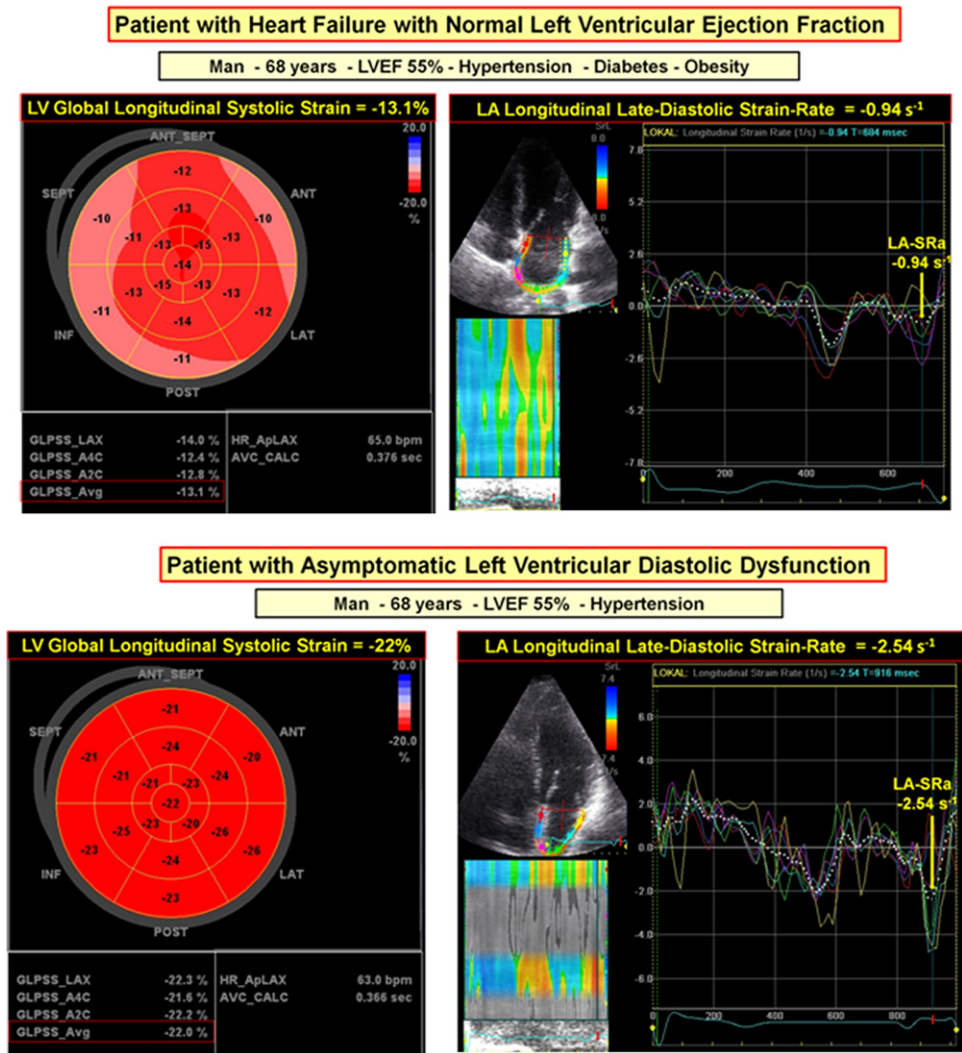 Patient with Heart Failure with Normal Left Ventricular Ejection Fraction
Man - 68 years - LVEF 55% - Hypertension - Diabetes - Obesity
LV Global Longitudinal Systolic Strain = -13.1%
ANT_SEPT
SEPT
ANT
INF
LAT
POST
20.0
-20.0
%
-12
-10
-10
-13
-11
-13
-13
-15
-14
-15
-13
-13
-13
-11
-12
-14
-11
GLPSS_LAX -14.0 %
GLPSS_A4C -12.4 %
GLPSS_A2C -12.8 %
GLPSS_Avg -13.1 %
HR_ApLAX 65.0 bpm
AVC_CALC 0.376 sec
LA Longitudinal Late-Diastolic Strain-Rate = -0.94 s-1
SrL
8.0
LOKAL: Longitudinal Strain Rate (1/s) =-0.94 T=684 msec
7.8
5.2
2.6
0.0
-2.6
-5.2
-7.8
LA-SRa
-0.94 s-1
0 200 400 600
Patient with Asymptomatic Left Ventricular Diastolic Dysfunction
Man - 68 years - LVEF 55% - Hypertension
LV Global Longitudinal Systolic Strain = -22%
ANT_SEPT
SEPT
ANT
INF
LAT
POST
20.0
-20.0
%
-21
-21
-20
-24
-21
-24
-21
-23
-22
-23
-20
-25
-26
-23
-26
-24
-23
GLPSS_LAX -22.3 %
GLPSS_A4C -21.6 %
GLPSS_A2C -22.2 %
GLPSS_Avg -22.0 %
HR_ApLAX 63.0 bpm
AVC_CALC 0.366 sec
LA Longitudinal Late-Diastolic Strain-Rate = -2.54 s-1
SrL
7.4
LOKAL: Longitudinal Strain Rate (1/s) =-2.54 T=916 msec
6.0
4.0
2.0
0.0
-2.0
-4.0
-6.0
LA-SRa
-2.54 s-1
0 200 400 600 800